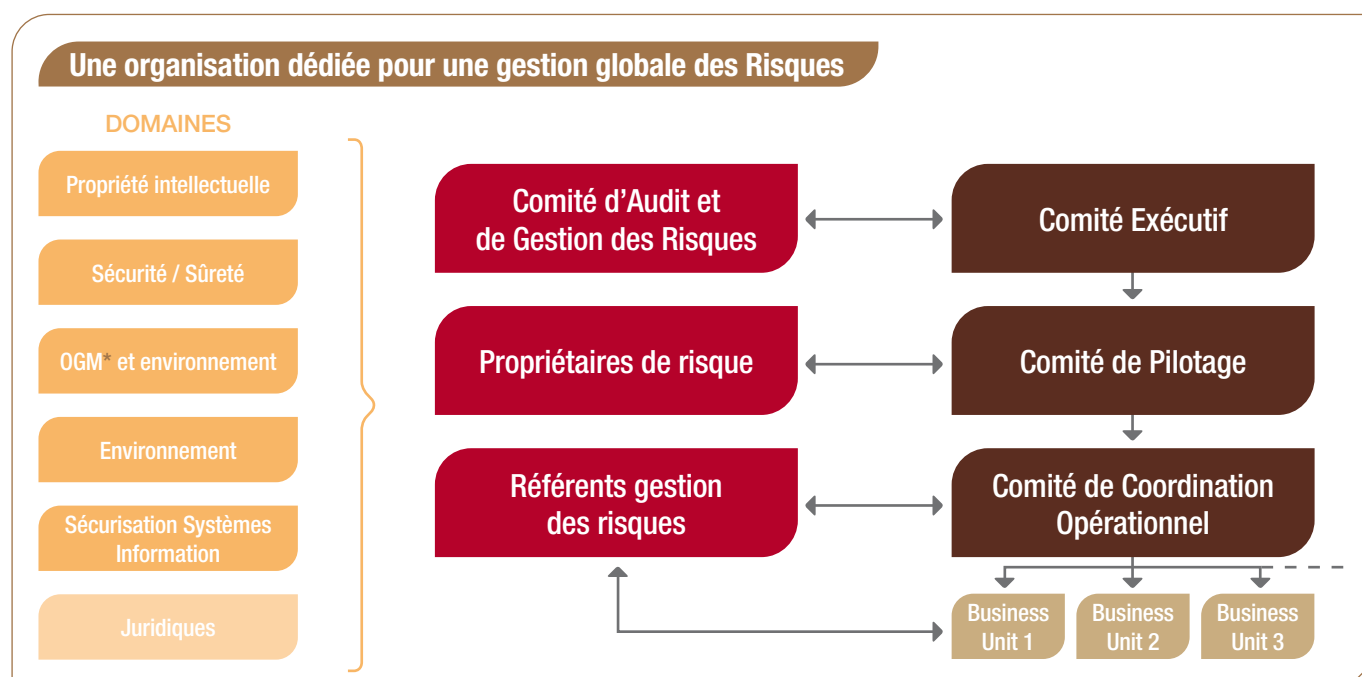 Une organisation dédiée pour une gestion globale des Risques
DOMAINES
Propriété intellectuelle
Sécurité / Sûreté
OGM* et environnement
Environnement
Sécurisation Systèmes
Information
Juridiques
Comité d’Audit et
de Gestion des Risques
Comité Exécutif
Propriétaires de risque
Comité de Pilotage
Référents gestion
des risques
Comité de Coordination
Opérationnel
Business
Unit 1
Business
Unit 2
Business
Unit 3